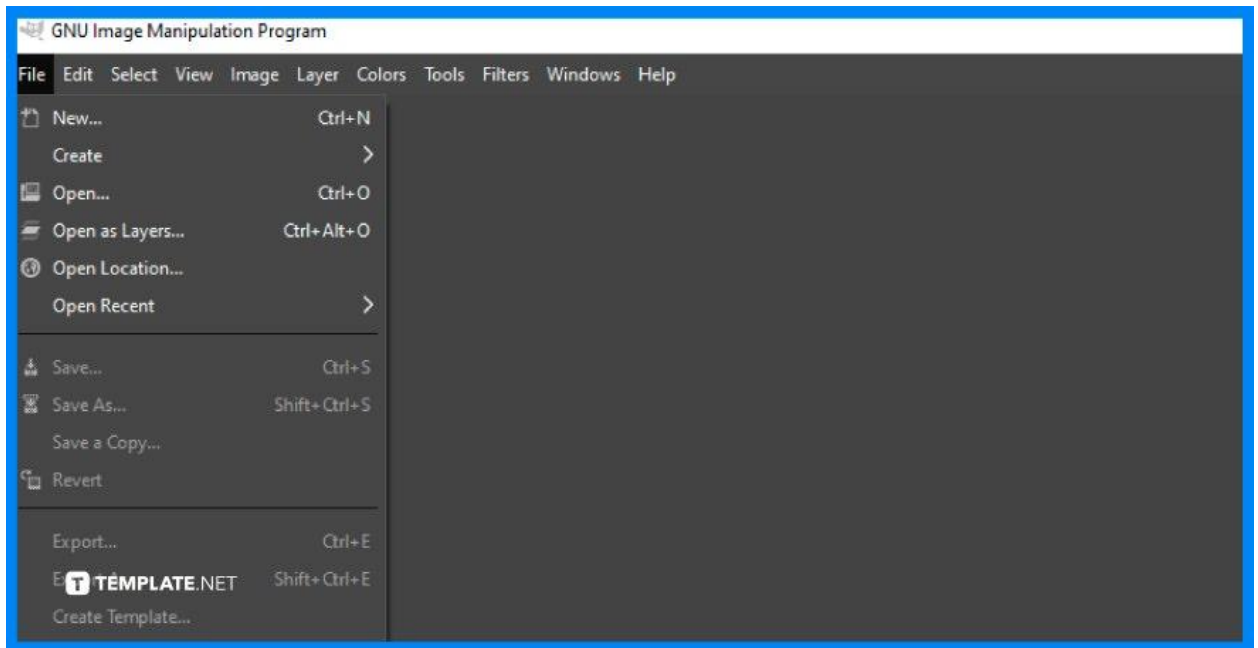 GNU Image Manipulation Program
File Edit Select View Image Layer Colors Tools Filters Windows Help
New... Ctrl+N
Create
Open... Ctrl+O
Open as Layers... Ctrl+Alt+O
Open Location...
Open Recent
Save... Ctrl+S
Save As... Shift+Ctrl+S
Save a Copy...
Revert
Export... Ctrl+E
T TEMPLATE.NET Shift+Ctrl+E
Create Template...